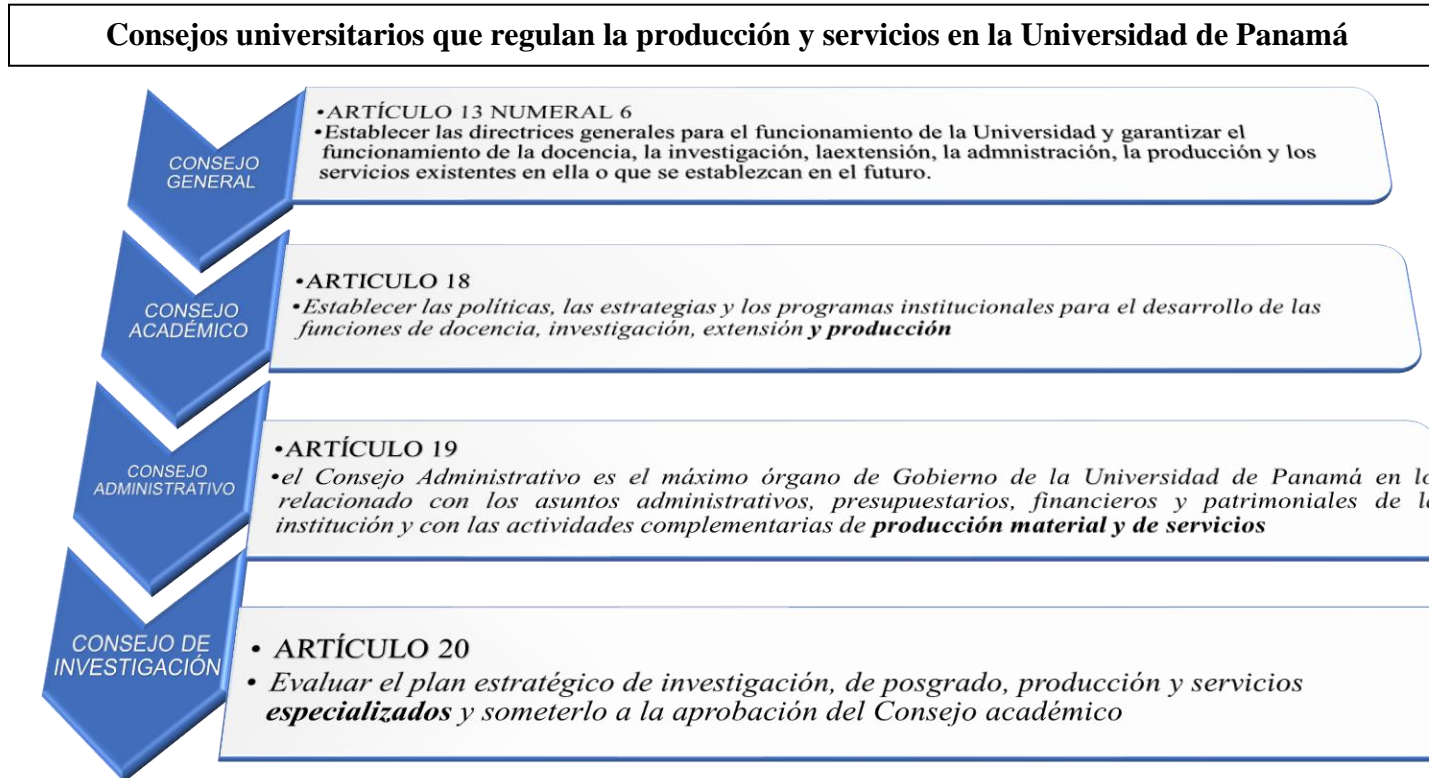 Consejos universitarios que regulan la producción y servicios en la Universidad de Panamá
CONSEJO
GENERAL
•ARTÍCULO 13 NUMERAL 6
•Establecer las directrices generales para el funcionamiento de la Universidad y garantizar el
funcionamiento de la docencia, la investigación, laextensión, la admnistración, la producción y los
servicios existentes en ella o que se establezcan en el futuro.
CONSEJO
ACADÉMICO
•ARTICULO 18
•Establecer las políticas, las estrategias y los programas institucionales para el desarrollo de las
funciones de docencia, investigación, extensión y producción
CONSEJO
ADMINISTRATIVO
•ARTÍCULO 19
•el Consejo Administrativo es el máximo órgano de Gobierno de la Universidad de Panamá en lo
relacionado con los asuntos administrativos, presupuestarios, financieros y patrimoniales de la
institución y con las actividades complementarias de producción material y de servicios
CONSEJO DE
INVESTIGACIÓN
• ARTÍCULO 20
• Evaluar el plan estratégico de investigación, de posgrado, producción y servicios
especializados y someterlo a la aprobación del Consejo académico